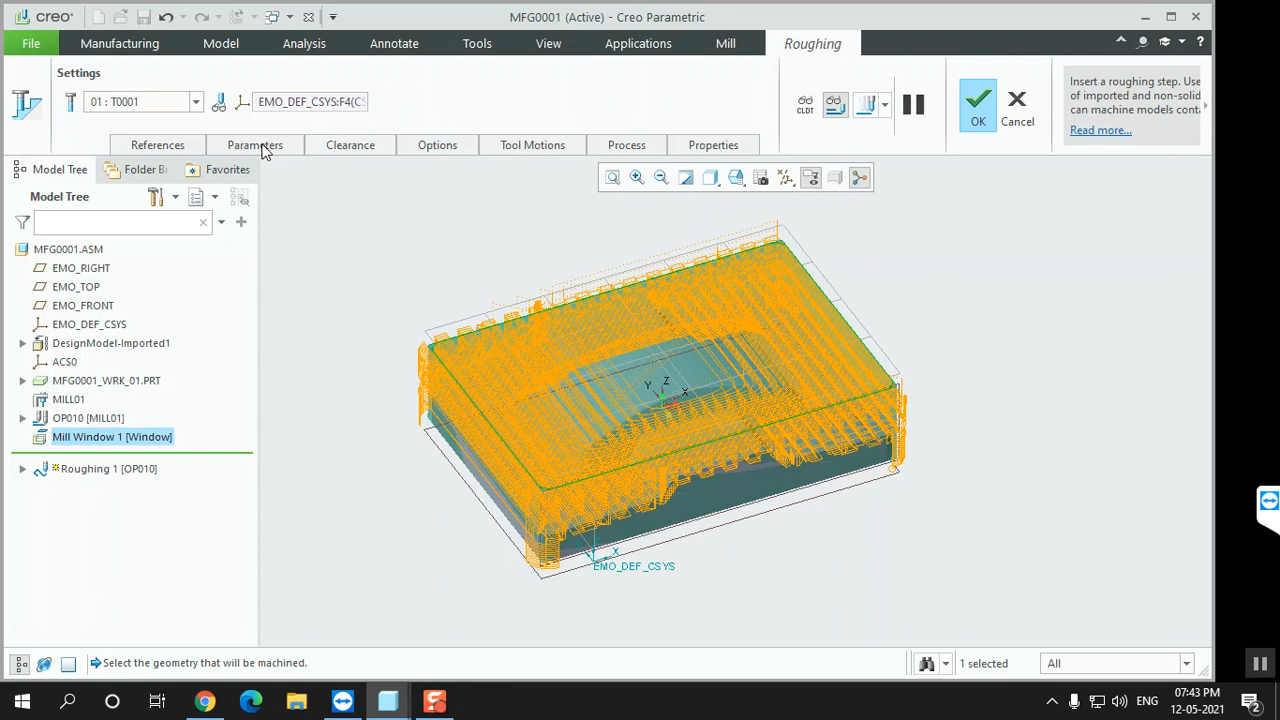 creo
MFG0001 (Active) - Creo Parametric
File Manufacturing Model Analysis Annotate Tools View Applications Mill Roughing
Settings
01 : T0001
EMO_DEF_CSYS:F4(C
CLDT
OK
Cancel
Insert a roughing step. Use
of imported and non-solid
can machine models conta
Read more...
References Parameters Clearance Options Tool Motions Process Properties
Model Tree Folder B Favorites
Model Tree
MFG0001.ASM
EMO_RIGHT
EMO_TOP
EMO_FRONT
EMO_DEF_CSYS
DesignModel-Imported1
ACS0
MFG0001_WRK_01.PRT
MILL01
OP010 [MILL01]
Mill Window 1 [Window]
Roughing 1 [OP010]
Y Z X
X
EMO_DEF_CSYS
Select the geometry that will be machined.
1 selected
All
ENG
07:43 PM
12-05-2021
2